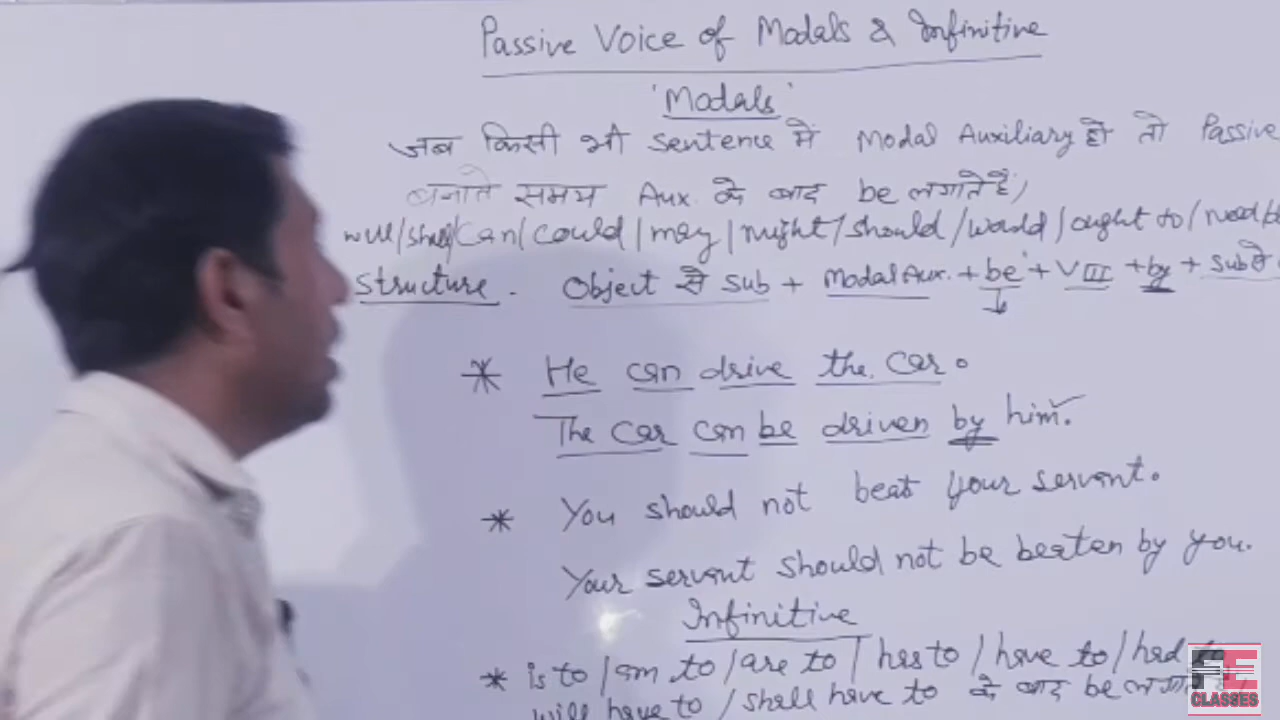 Passive Voice of Modals & Infinitive
'Modals'
जब किसी भी sentence में Modal Auxiliary हो तो Passive
बनाते समय Aux. के बाद be लगाते हैं/
will/shall/can/could/may/might/should/would/ought to/need/
Structure. Object से Sub + Modal Aux. + be + V III + by + Sub से
* He can drive the car.
The car can be driven by him.
* You should not beat your servant.
Your servant should not be beaten by you.
Infinitive
* is to/am to/are to/has to/have to/had to
will have to/shall have to के बाद be
CLASSES